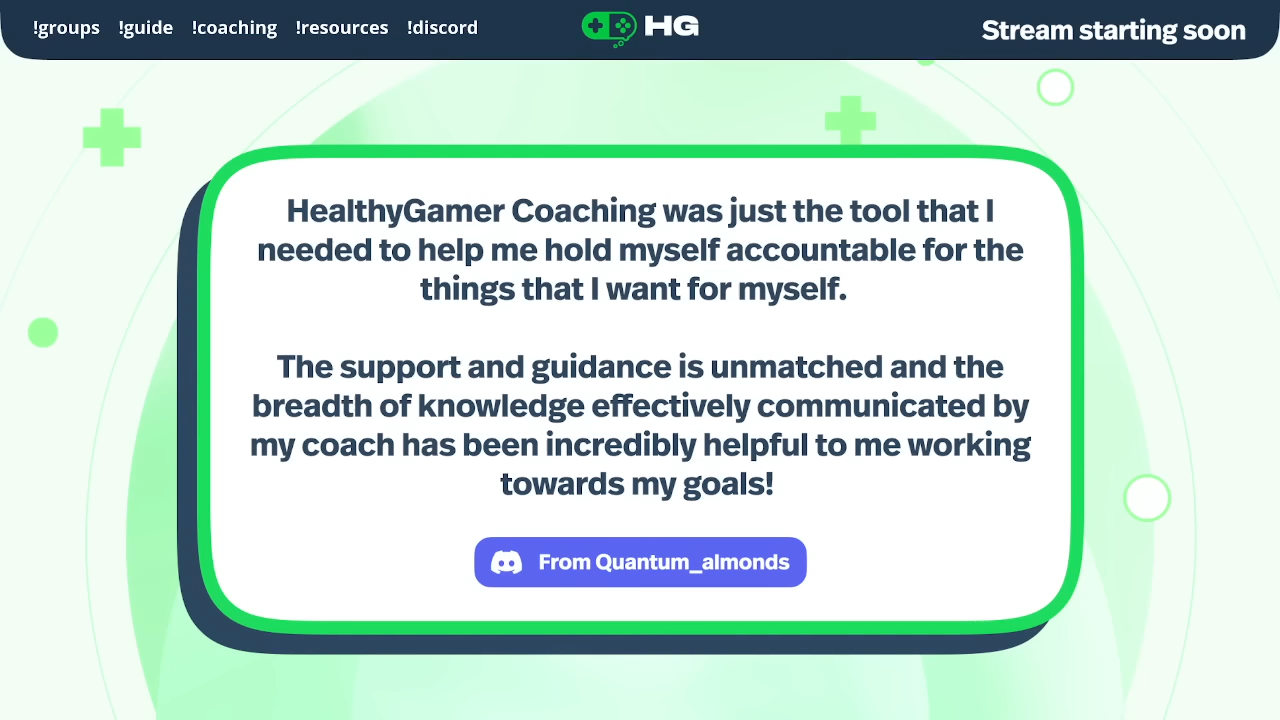 !groups !guide !coaching !resources !discord
HG
Stream starting soon
HealthyGamer Coaching was just the tool that I
needed to help me hold myself accountable for the
things that I want for myself.
The support and guidance is unmatched and the
breadth of knowledge effectively communicated by
my coach has been incredibly helpful to me working
towards my goals!
From Quantum_almonds